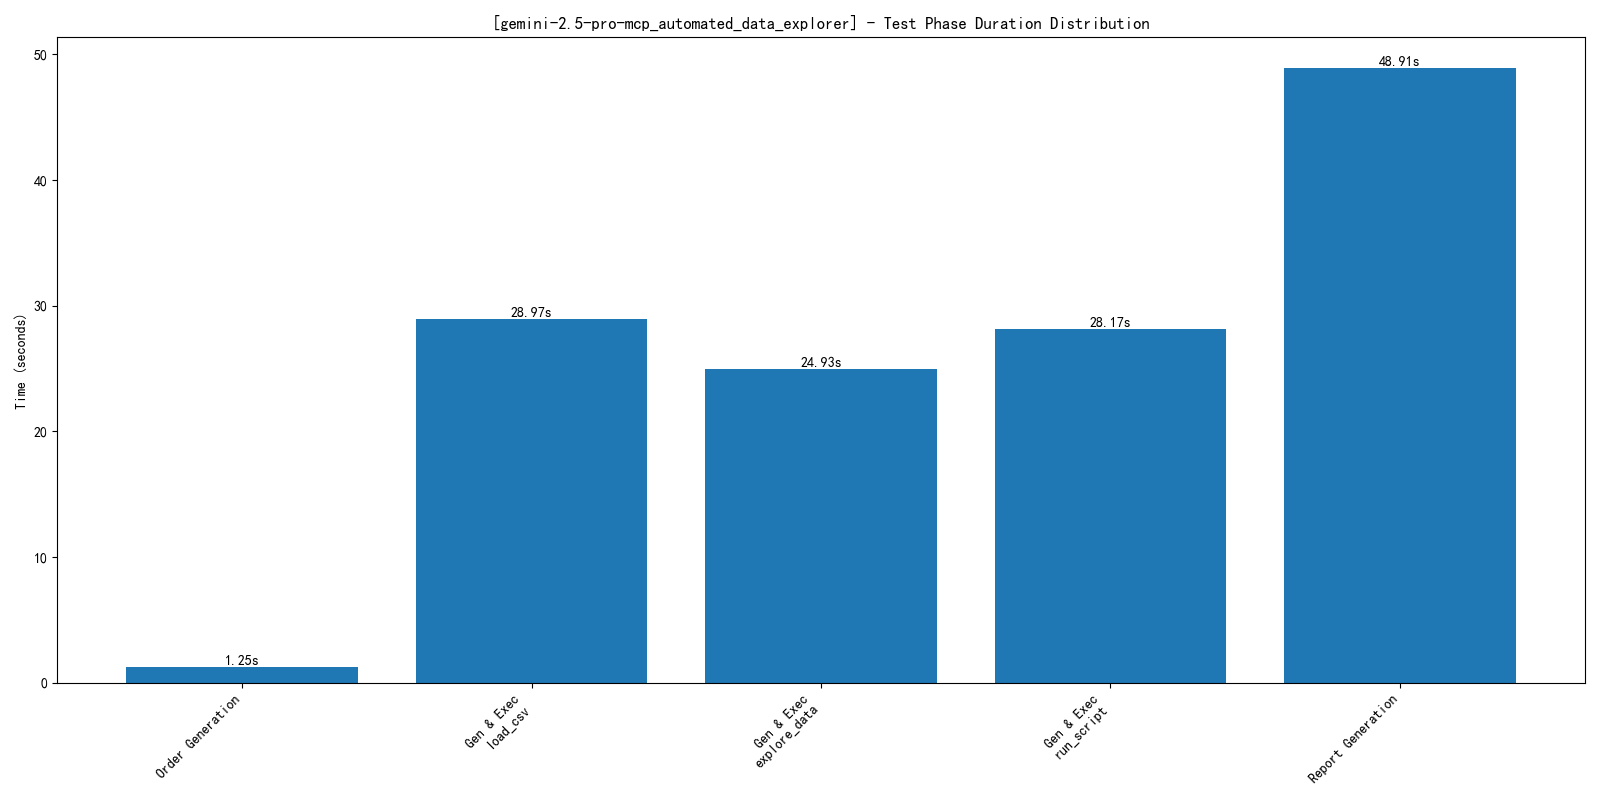 [gemini-2.5-pro-mcp_automated_data_explorer] - Test Phase Duration Distribution
Time (seconds)
50
40
30
20
10
0
1.25s
28.97s
24.93s
28.17s
48.91s
Order Generation
Gen & Exec
load_csv
Gen & Exec
explore_data
Gen & Exec
run_script
Report Generation